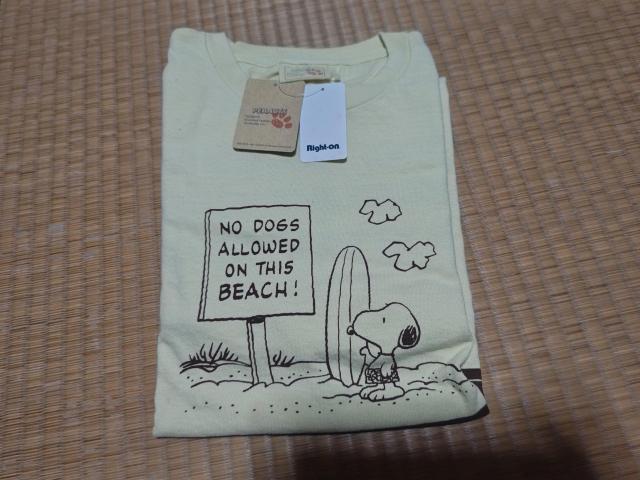 PEANUTS
Right-on
NO DOGS
ALLOWED
ON THIS
BEACH!